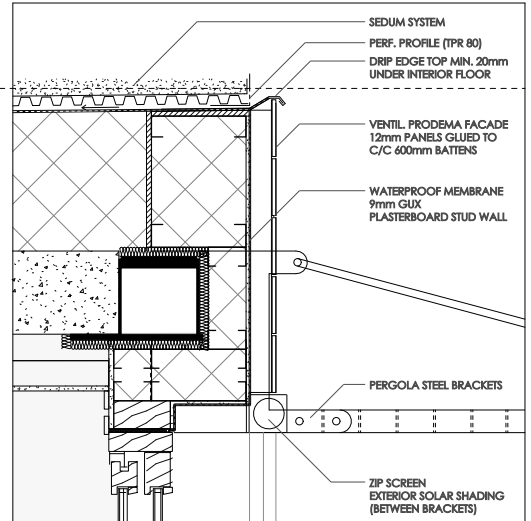 SEDUM SYSTEM
PERF. PROFILE (TPR 80)
DRIP EDGE TOP MIN. 20mm
UNDER INTERIOR FLOOR
VENTIL. PRODEMA FACADE
12mm PANELS GLUED TO
C/C 600mm BATTENS
WATERPROOF MEMBRANE
9mm GUX
PLASTERBOARD STUD WALL
PERGOLA STEEL BRACKETS
ZIP SCREEN
EXTERIOR SOLAR SHADING
(BETWEEN BRACKETS)